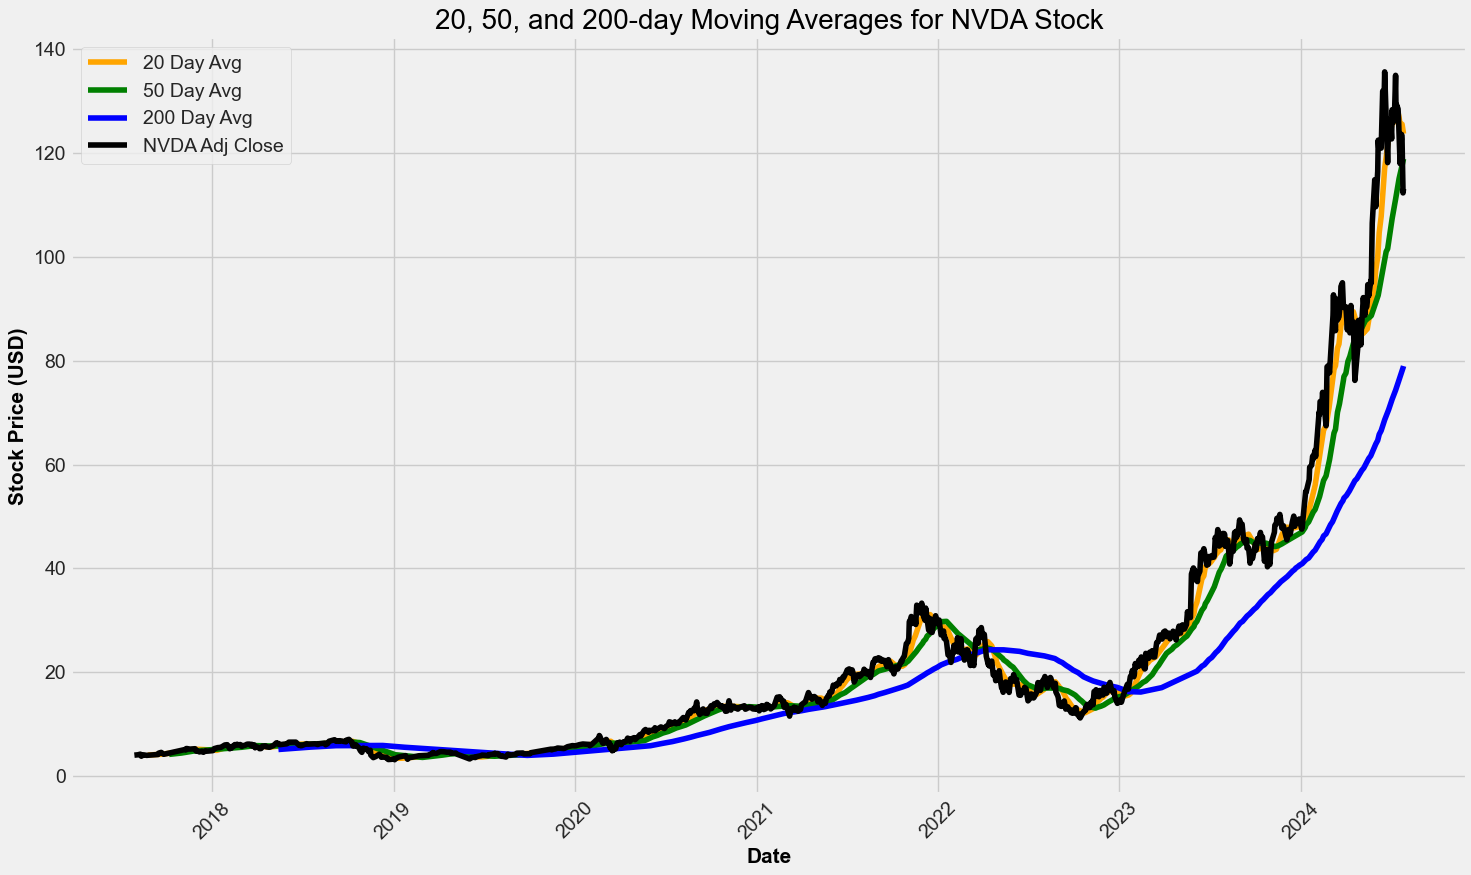 20, 50, and 200-day Moving Averages for NVDA Stock
140
120
100
80
60
40
20
0
Stock Price (USD)
20 Day Avg
50 Day Avg
200 Day Avg
NVDA Adj Close
2018
2019
2020
2021
2022
2023
2024
Date